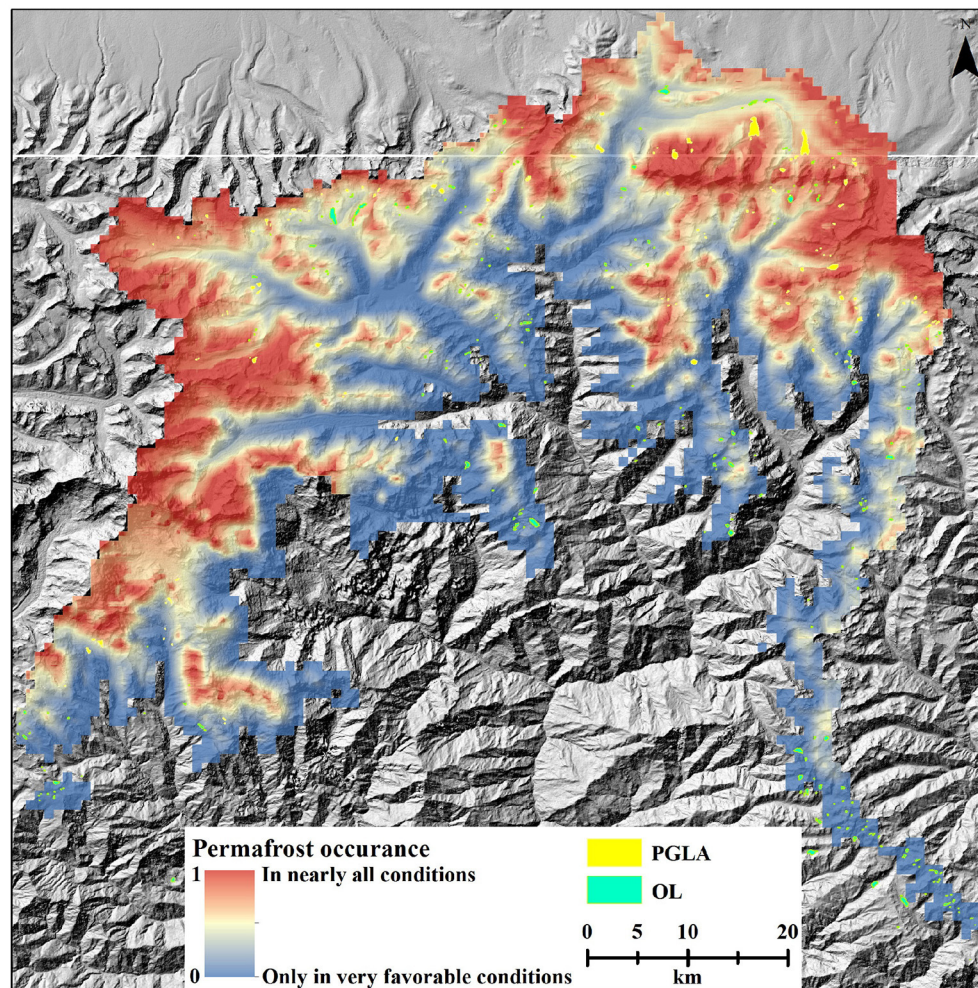 N
Permafrost occurance
1 In nearly all conditions
0 Only in very favorable conditions
PGLA
OL
0 5 10 20
km